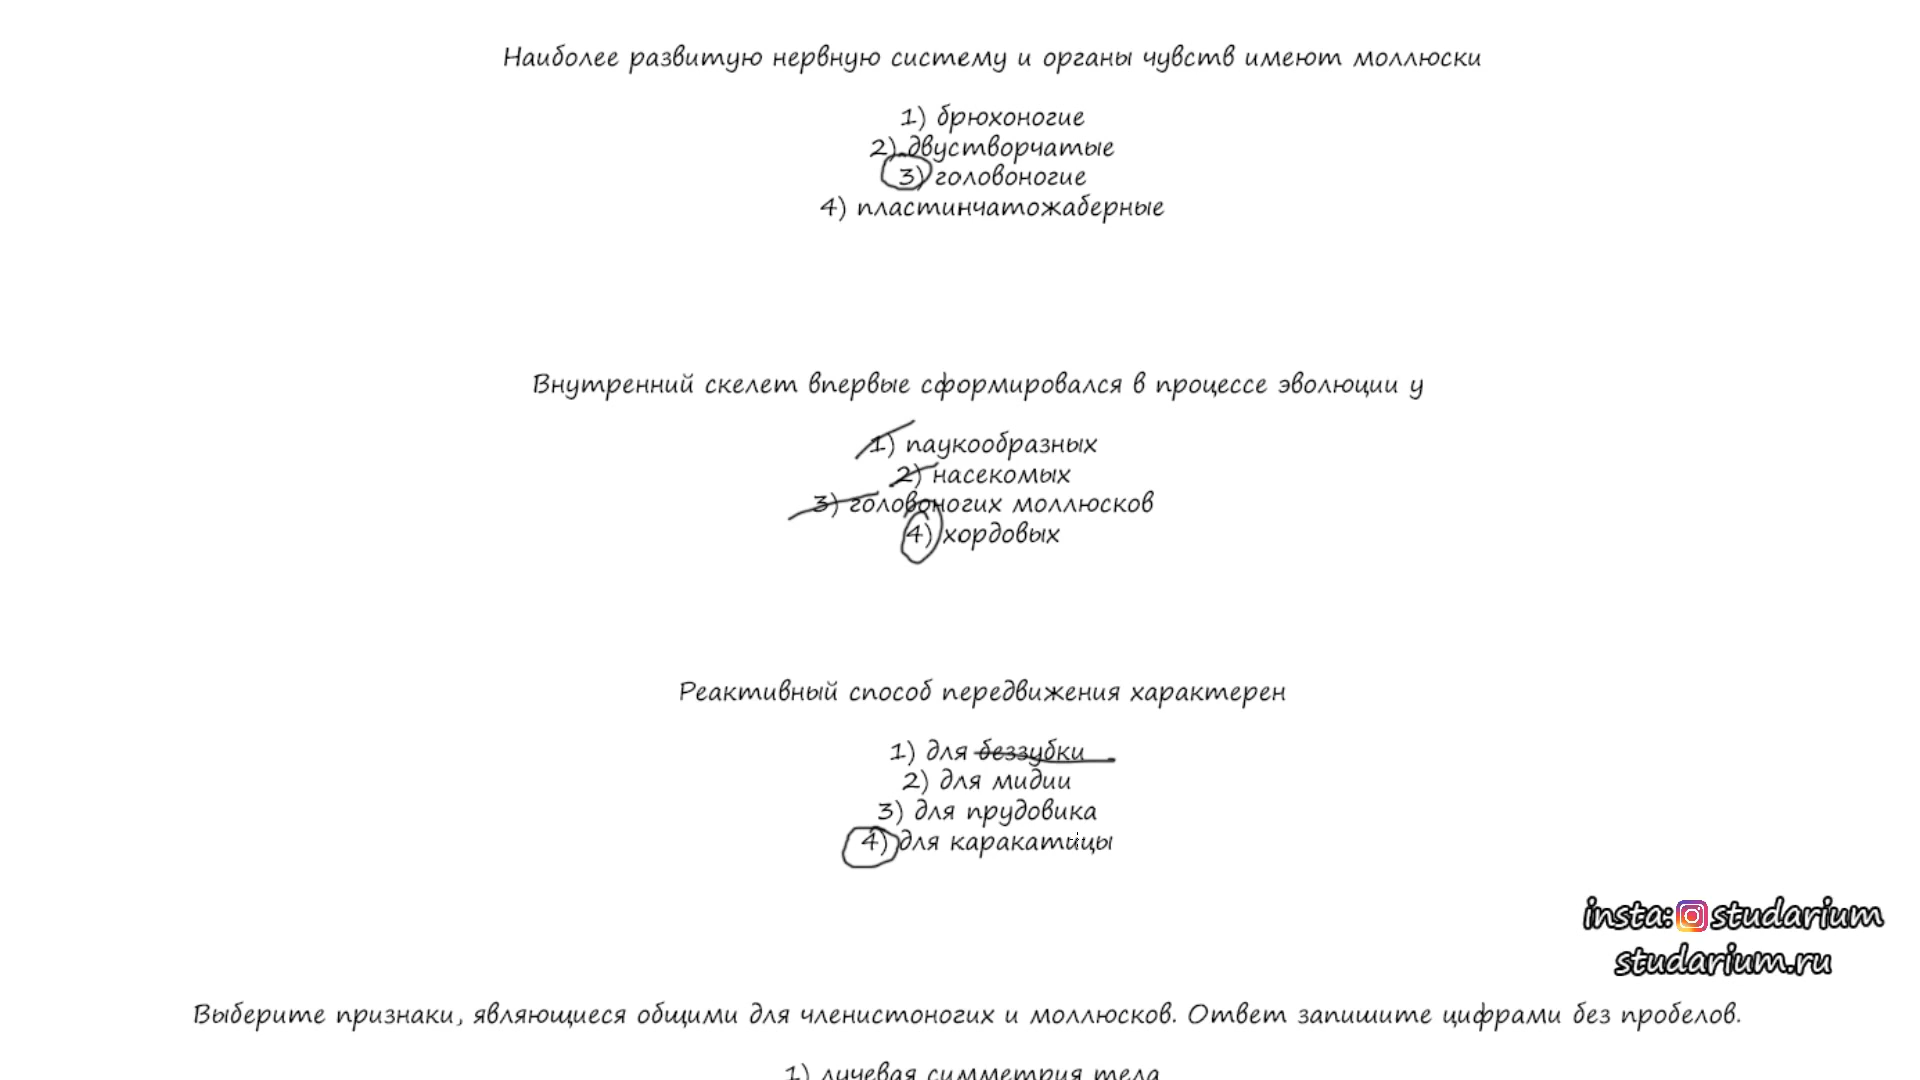 Наиболее развитую нервную систему и органы чувств имеют моллюски
1) брюхоногие
2) двустворчатые
3) головоногие
4) пластинчатожаберные
Внутренний скелет впервые сформировался в процессе эволюции у
1) паукообразных
2) насекомых
3) головоногих моллюсков
4) хордовых
Реактивный способ передвижения характерен
1) для беззубки
2) для мидии
3) для прудовика
4) для каракатицы
insta: studarium
studarium.ru
Выберите признаки, являющиеся общими для членистоногих и моллюсков. Ответ запишите цифрами без пробелов.
1) лучевая симметрия тела